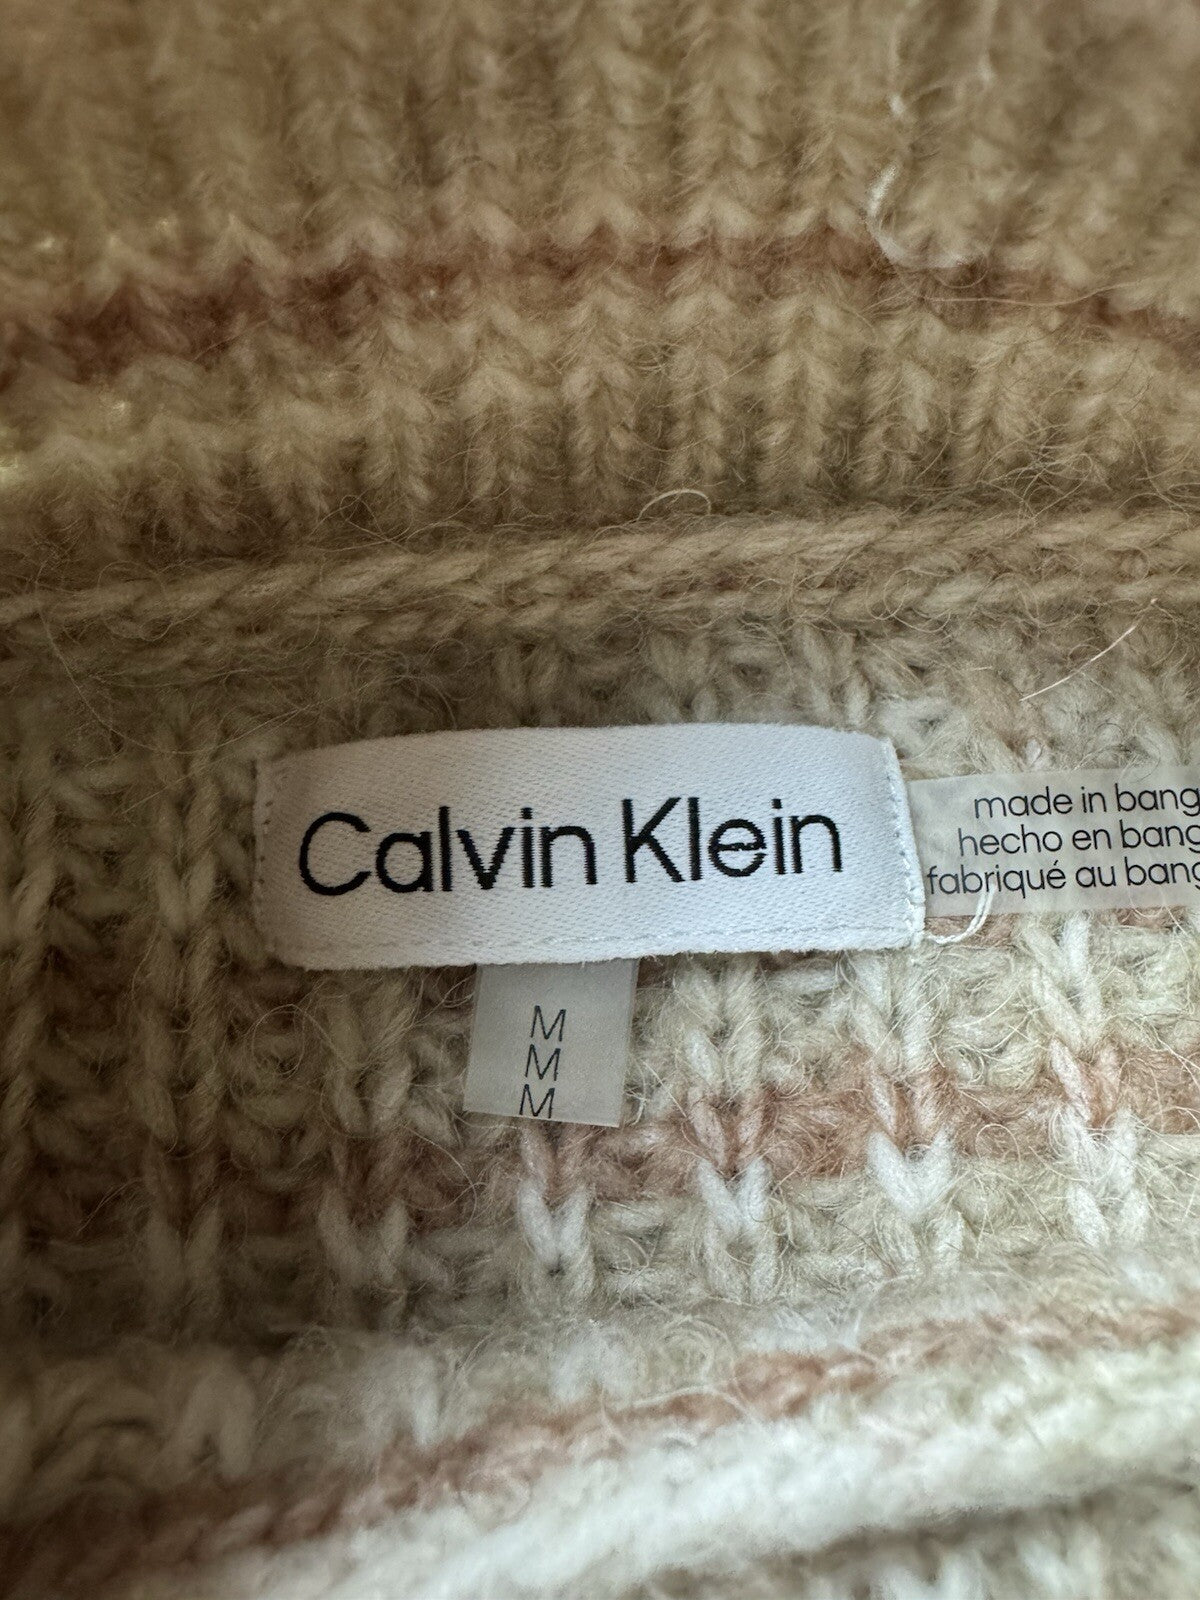 Calvin Klein
made in bang
hecho en bang
fabriqué au bang
M
M
M